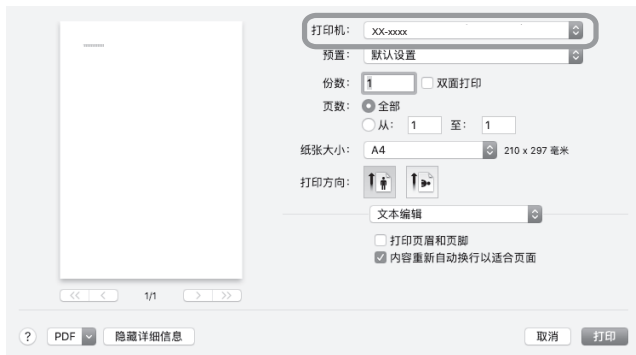 打印机： XX-xxxx
预置： 默认设置
份数： 1 双面打印
页数： 全部
从： 1 至： 1
纸张大小： A4 210 x 297 毫米
打印方向：
文本编辑
打印页眉和页脚
内容重新自动换行以适合页面
1/1
? PDF 隐藏详细信息 取消 打印